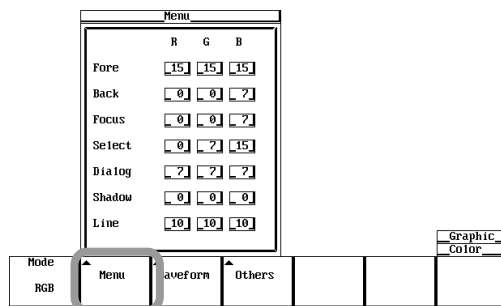 Menu
R G B
Fore 15 15 15
Back 0 0 7
Focus 0 0 7
Select 0 7 15
Dialog 7 7 7
Shadow 0 0 0
Line 10 10 10
Graphic
Color
Mode
RGB
Menu
aveform
Others